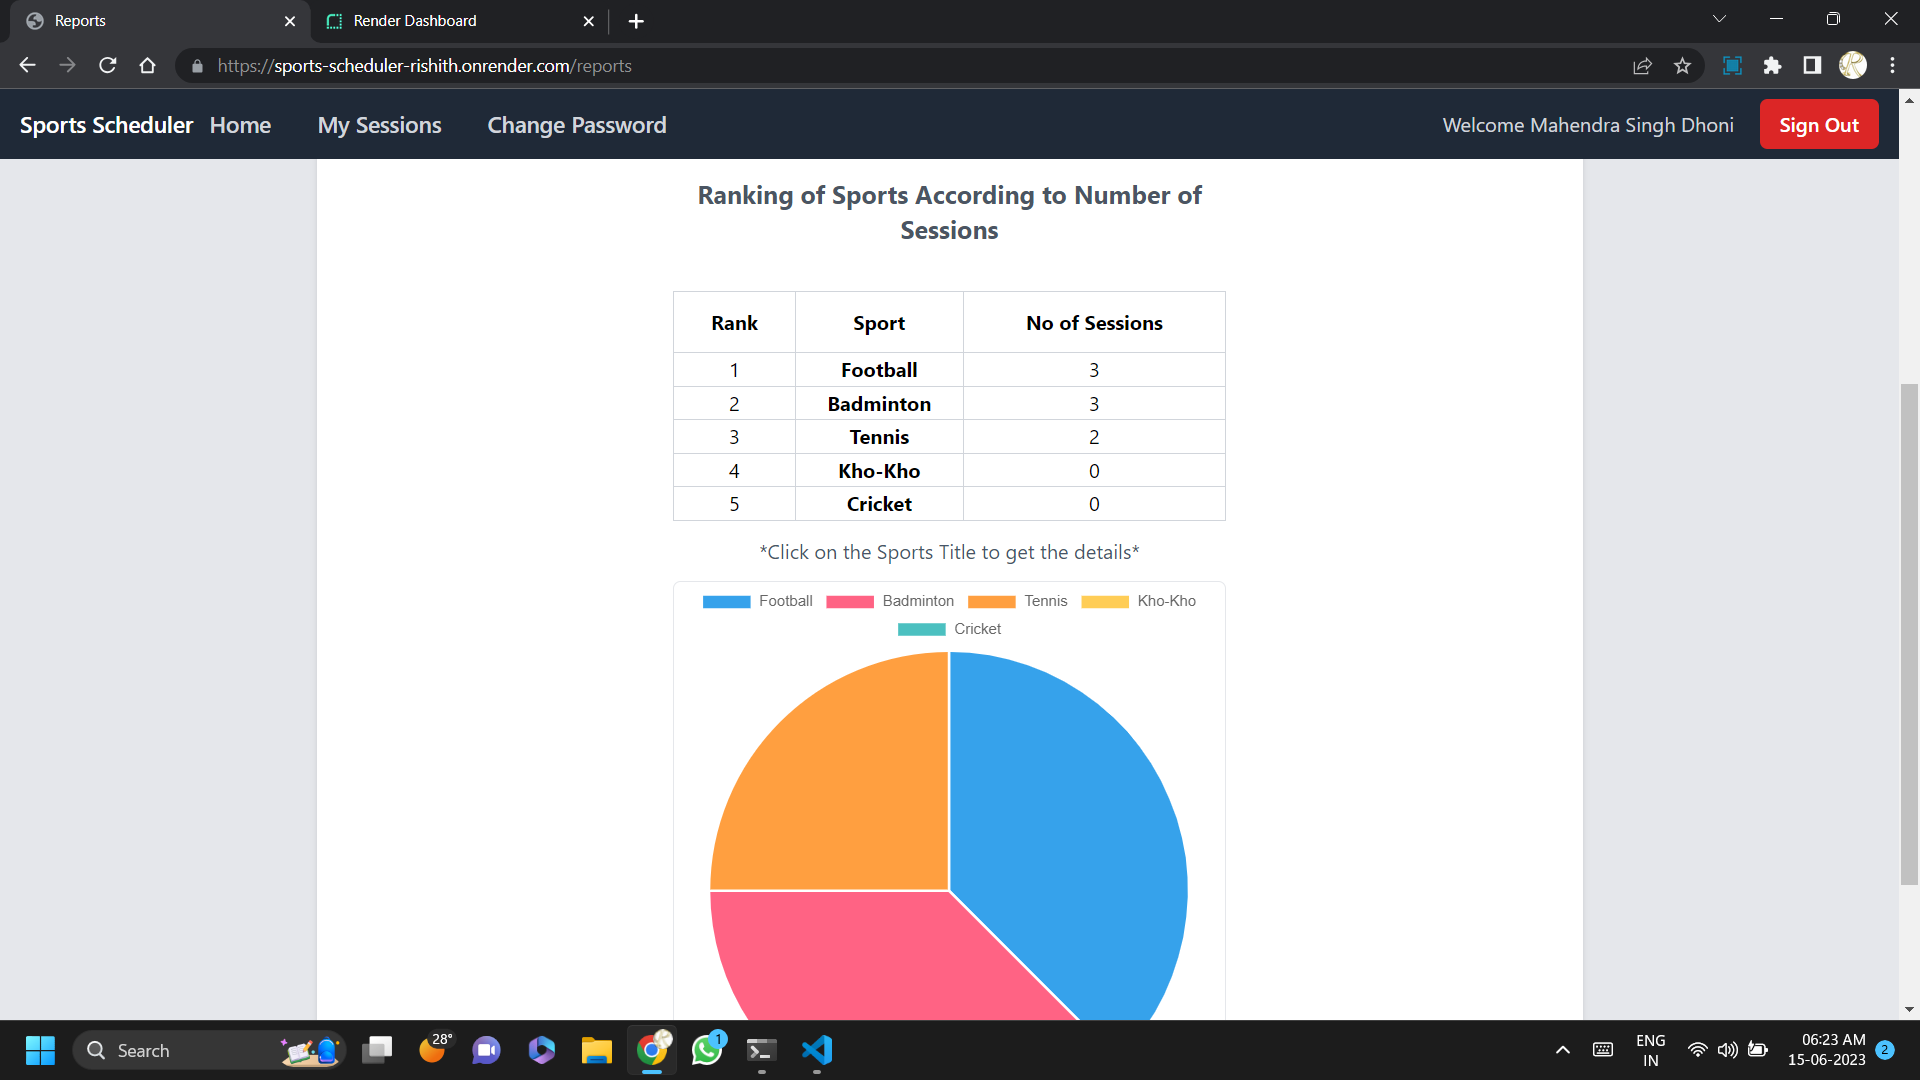 Reports
Render Dashboard
https://sports-scheduler-rishith.onrender.com/reports
Sports Scheduler Home My Sessions Change Password Welcome Mahendra Singh Dhoni Sign Out
Ranking of Sports According to Number of
Sessions
Rank Sport No of Sessions
1 Football 3
2 Badminton 3
3 Tennis 2
4 Kho-Kho 0
5 Cricket 0
*Click on the Sports Title to get the details*
Football Badminton Tennis Kho-Kho
Cricket
Search
28°
1
ENG
IN
06:23 AM
15-06-2023
2